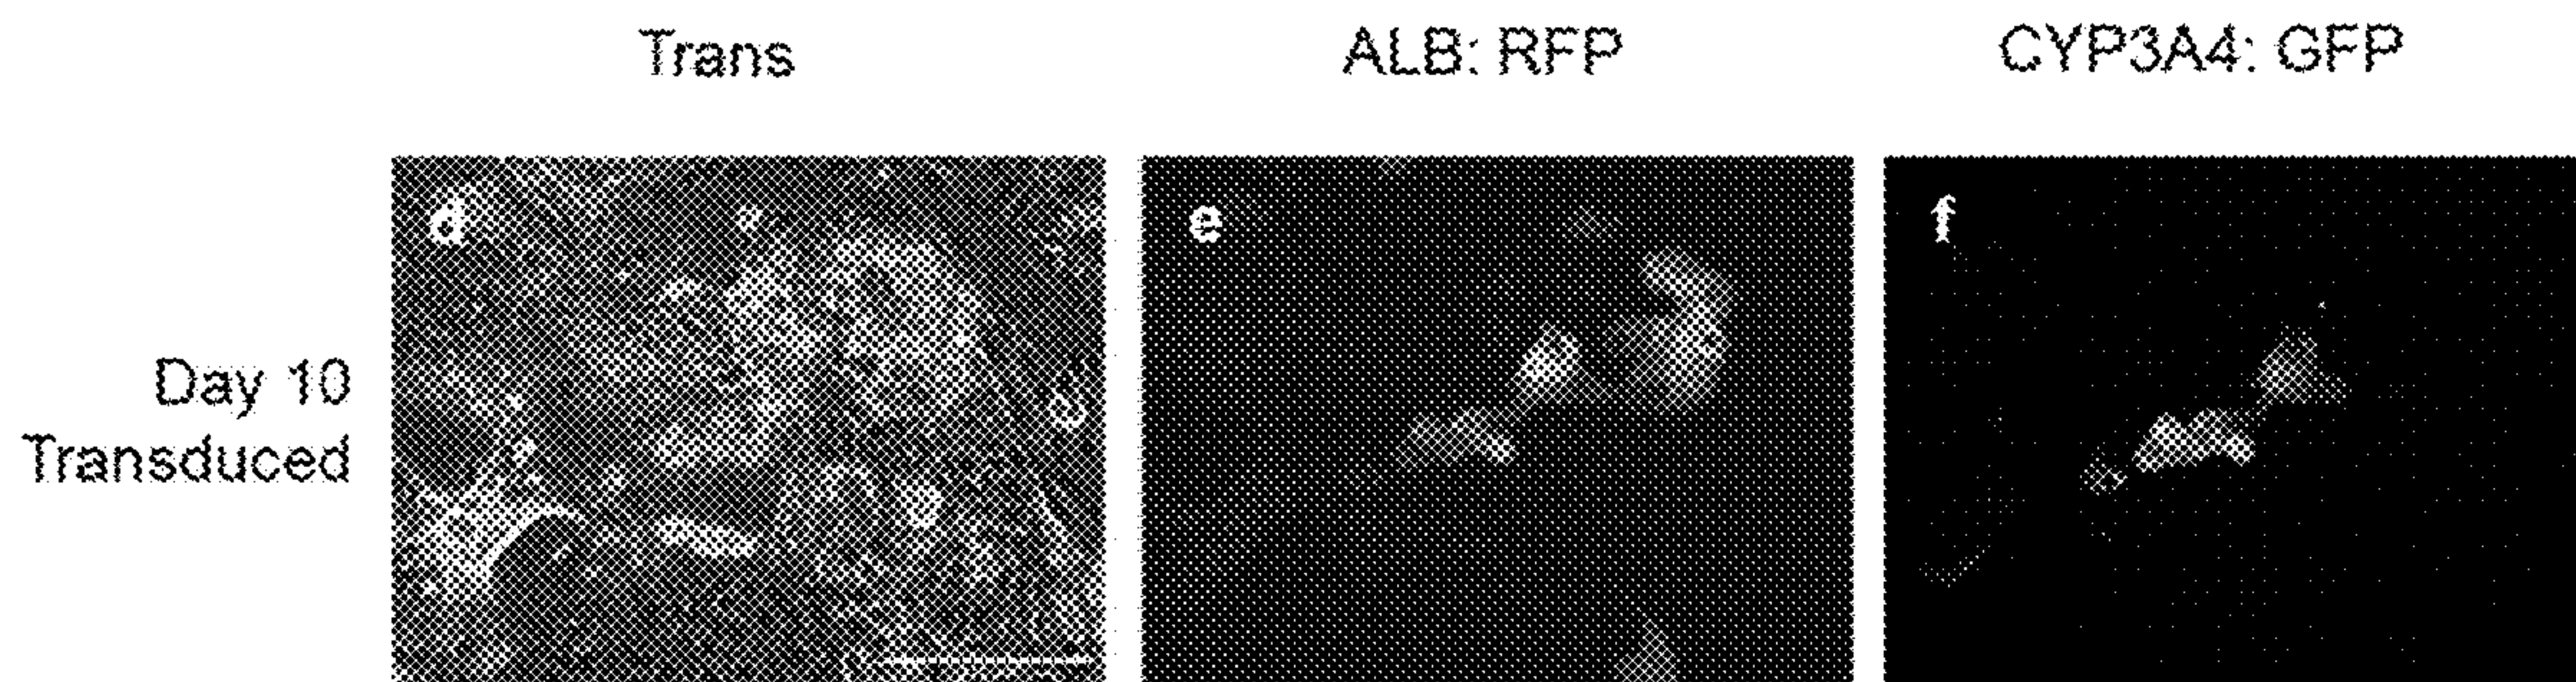 Trans
ALB: RFP
CYP3A4: GFP
d
e
f
Day 10
Transduced